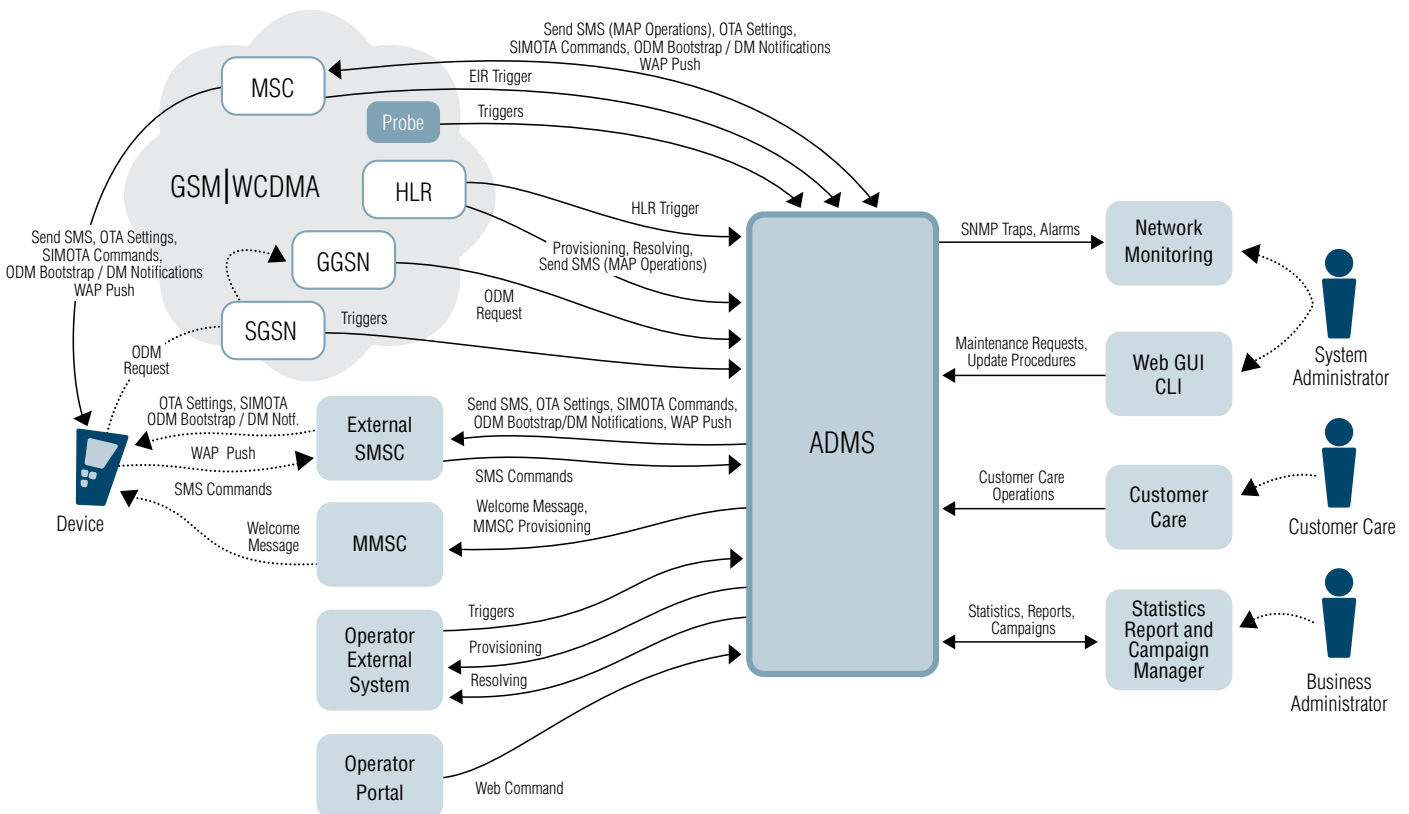 Send SMS (MAP Operations), OTA Settings,
SIMOTA Commands, ODM Bootstrap / DM Notifications
WAP Push
MSC
EIR Trigger
Probe
Triggers
GSM|WCDMA
HLR
HLR Trigger
Provisioning, Resolving,
Send SMS (MAP Operations)
Send SMS, OTA Settings,
SIMOTA Commands,
ODM Bootstrap / DM Notifications
WAP Push
GGSN
ODM
Request
SGSN
Triggers
ODM
Request
OTA Settings, SIMOTA
ODM Bootstrap / DM Notf.
WAP Push
SMS Commands
Device
Welcome
Message
External
SMSC
Send SMS, OTA Settings, SIMOTA Commands,
ODM Bootstrap/DM Notifications, WAP Push
SMS Commands
MMSC
Welcome Message,
MMSC Provisioning
Operator
External
System
Triggers
Provisioning
Resolving
Operator
Portal
Web Command
ADMS
SNMP Traps, Alarms
Network
Monitoring
Maintenance Requests,
Update Procedures
Web GUI
CLI
System
Administrator
Customer Care
Operations
Customer
Care
Customer Care
Statistics, Reports,
Campaigns
Statistics
Report and
Campaign
Manager
Business
Administrator